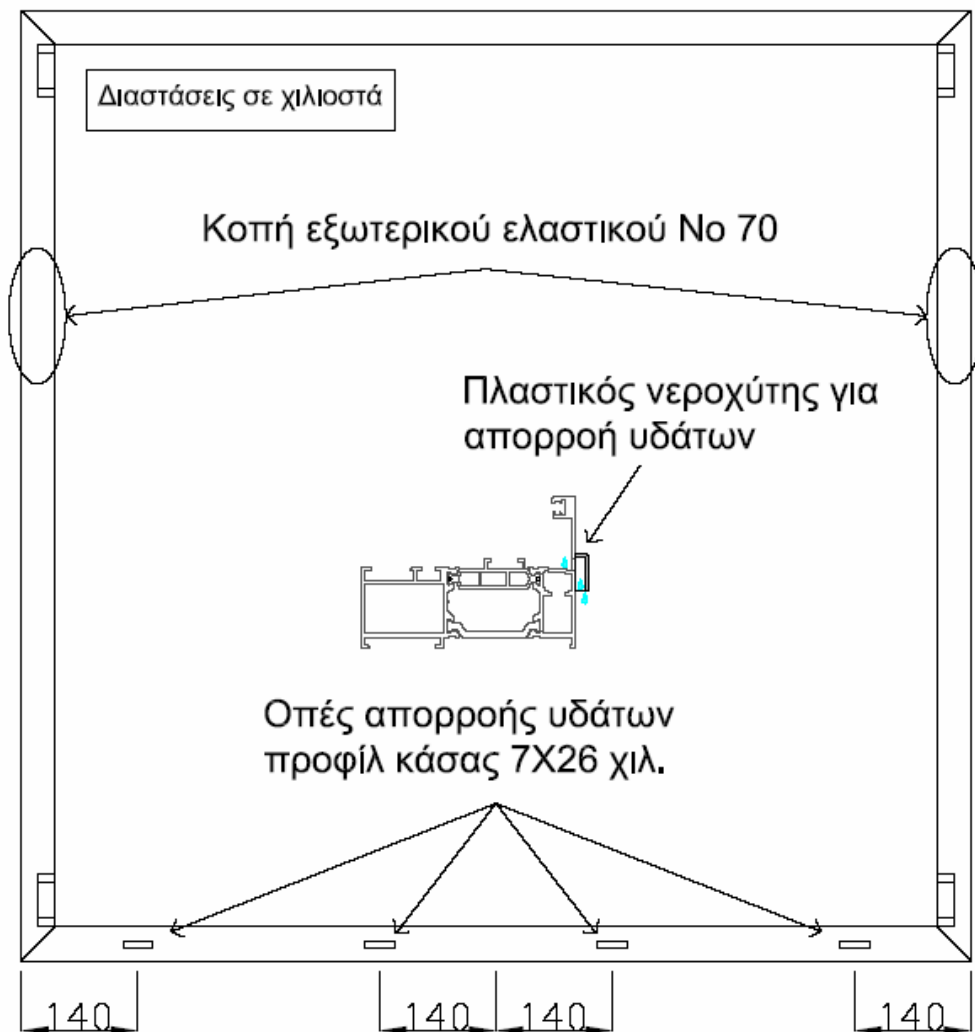 Διαστάσεις σε χιλιοστά
Κοπή εξωτερικού ελαστικού Νο 70
Πλαστικός νεροχύτης για
απορροή υδάτων
Οπές απορροής υδάτων
προφίλ κάσας 7Χ26 χιλ.
140 140 140 140